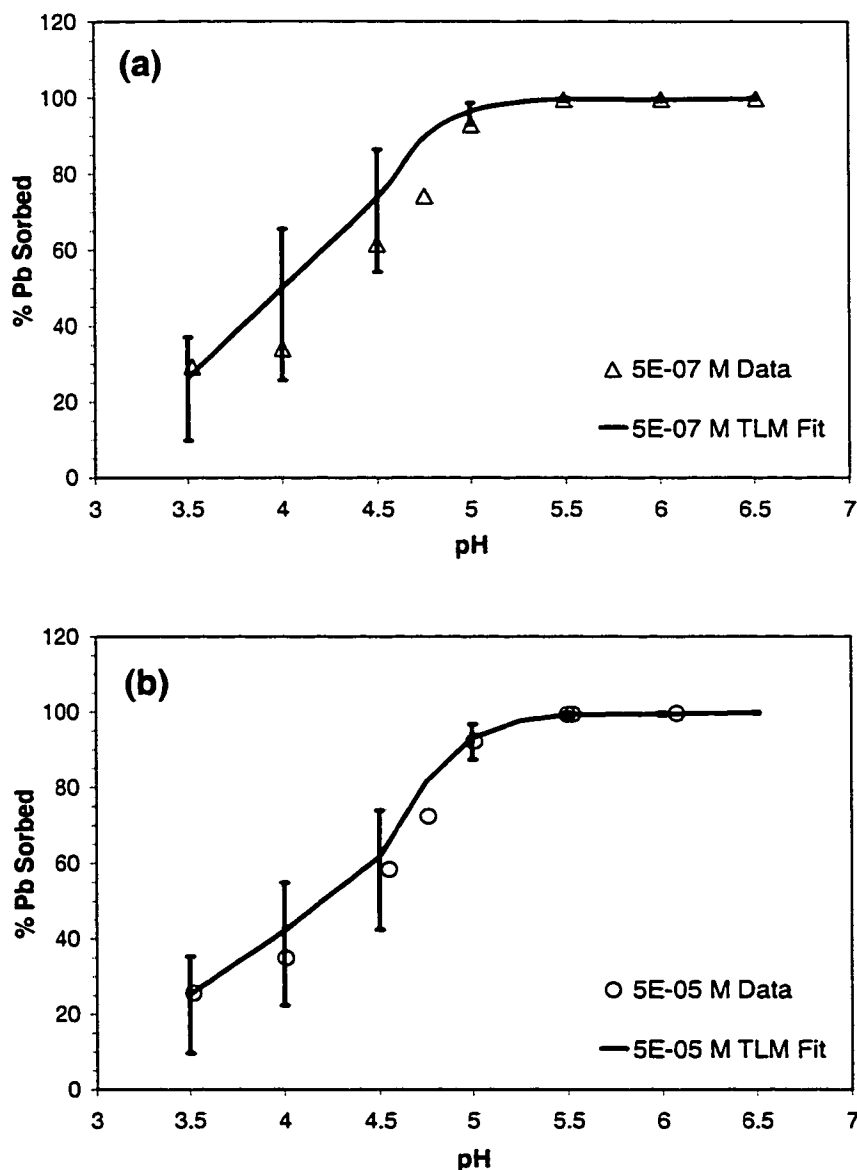 120
(a)
100
80
% Pb Sorbed
60
40
20
0
△ 5E-07 M Data
5E-07 M TLM Fit
3 3.5 4 4.5 5 5.5 6 6.5 7
pH
120
(b)
100
80
% Pb Sorbed
60
40
20
0
○ 5E-05 M Data
5E-05 M TLM Fit
3 3.5 4 4.5 5 5.5 6 6.5 7
pH